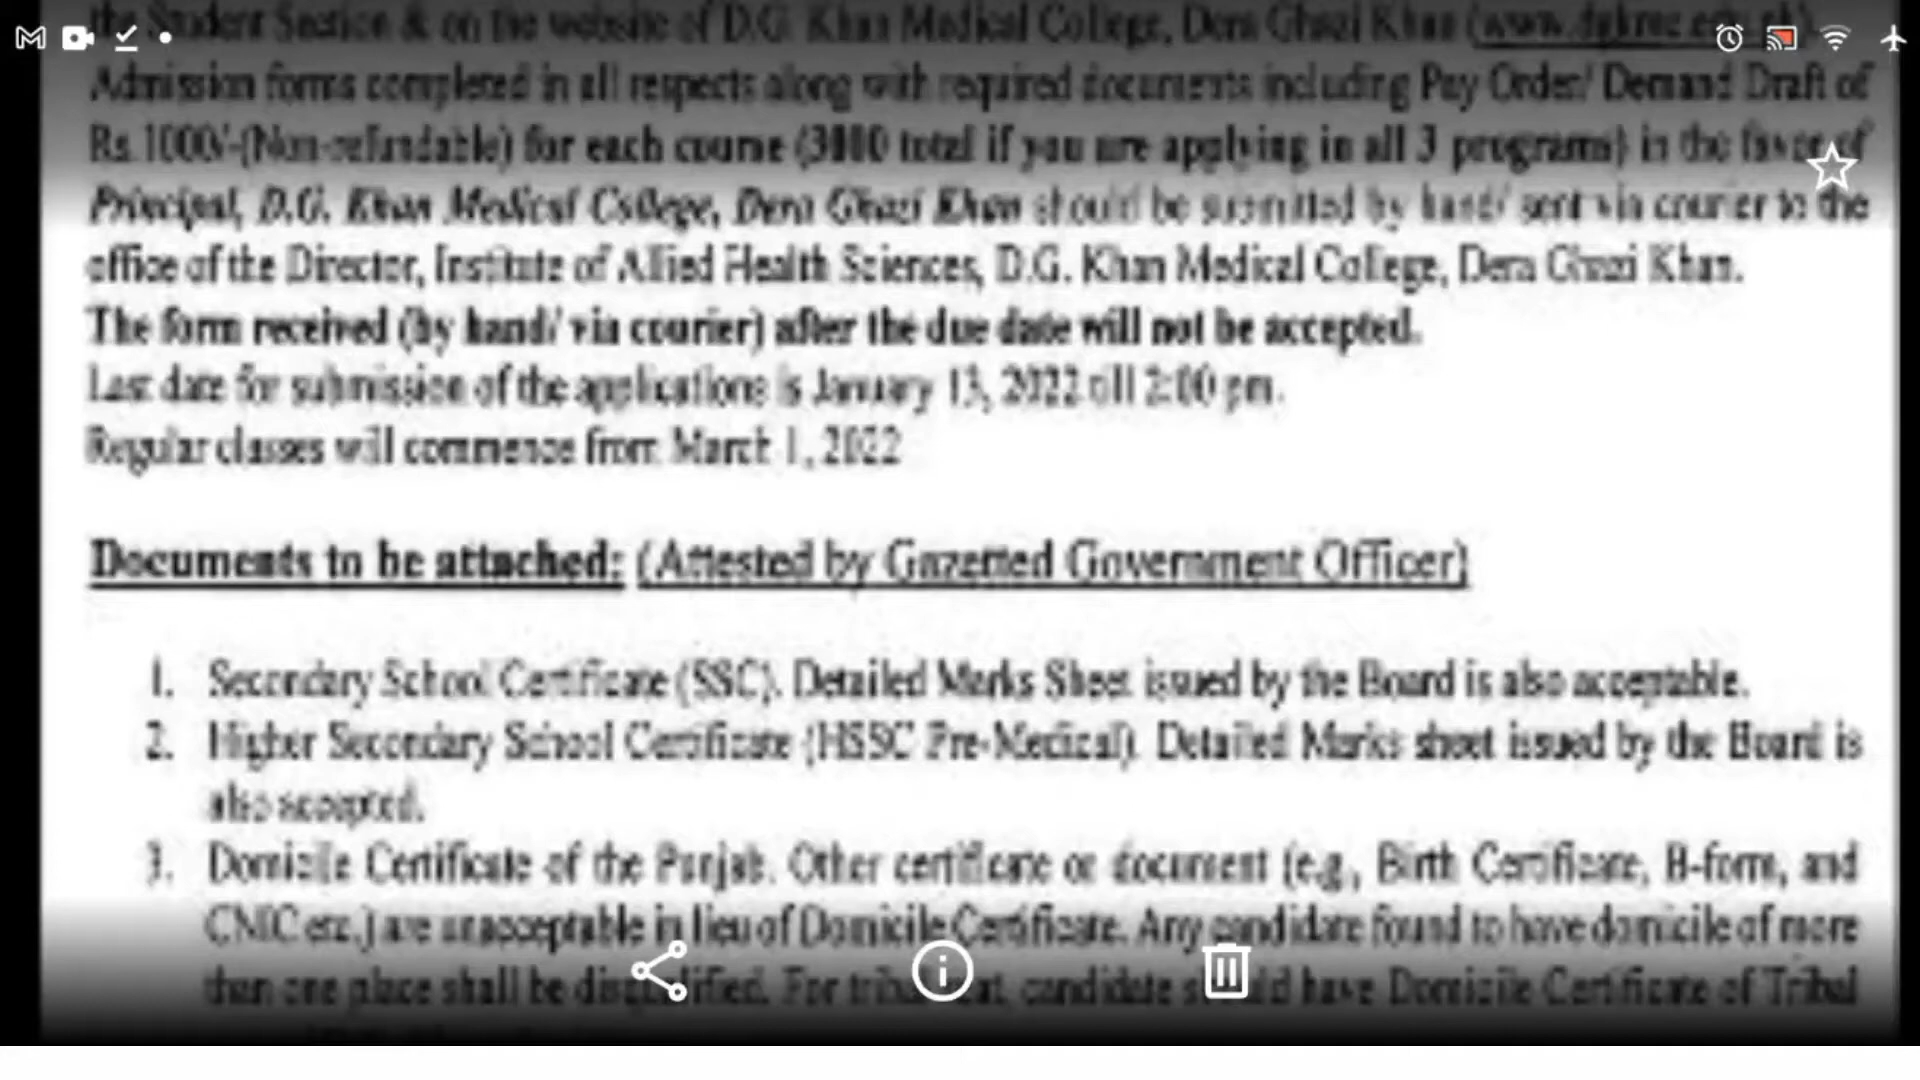 the Student Section & on the website of D.G. Khan Medical College, Dera Ghazi Khan (www.dgkmc.edu.pk)
Admission forms completed in all respects along with required documents including Pay Order/ Demand Draft of
Rs.1000/-(Non-refundable) for each course (3000 total if you are applying in all 3 programs) in the favor of
Principal, D.G. Khan Medical College, Dera Ghazi Khan should be submitted by hand/ sent via courier to the
office of the Director, Institute of Allied Health Sciences, D.G. Khan Medical College, Dera Ghazi Khan.
The form received (by hand/ via courier) after the due date will not be accepted.
Last date for submission of the applications is January 13, 2022 till 2:00 pm.
Regular classes will commence from March 1, 2022
Documents to be attached: (Attested by Gazetted Government Officer)
1. Secondary School Certificate (SSC). Detailed Marks Sheet issued by the Board is also acceptable.
2. Higher Secondary School Certificate (HSSC Pre-Medical). Detailed Marks sheet issued by the Board is
also accepted.
3. Domicile Certificate of the Punjab. Other certificate or document (e.g., Birth Certificate, B-form, and
CNIC etc.) are unacceptable in lieu of Domicile Certificate. Any candidate found to have domicile of more
than one place shall be disqualified. For tribal seat, candidate should have Domicile Certificate of Tribal